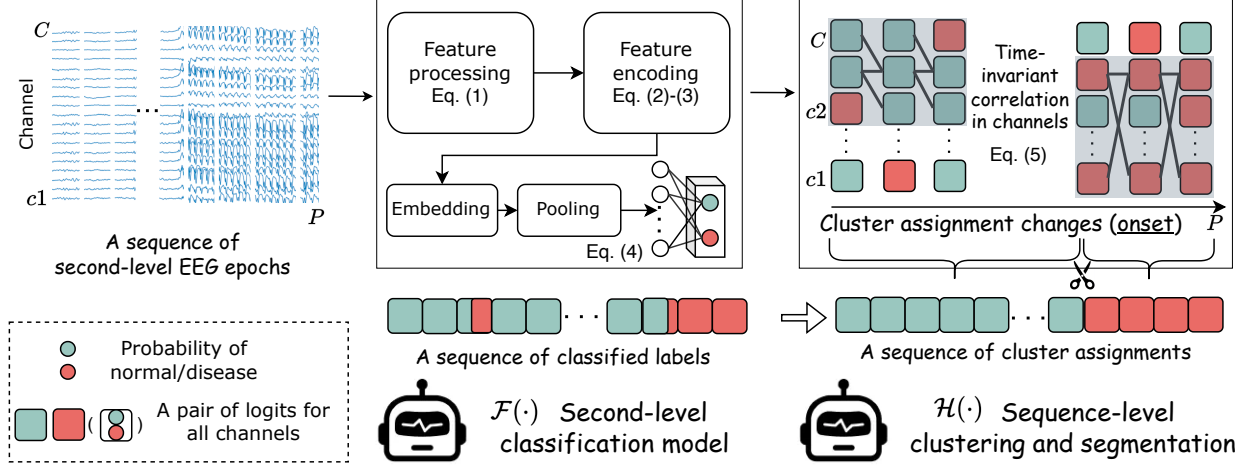 C
Channel
...
c1
P
A sequence of
second-level EEG epochs
Feature
processing
Eq. (1)
Feature
encoding
Eq. (2)-(3)
Embedding
Pooling
Eq. (4)
C
c2
c1
Time-
invariant
correlation
in channels
Eq. (5)
Cluster assignment changes (onset)
P
A sequence of classified labels
A sequence of cluster assignments
Probability of
normal/disease
( )
A pair of logits for
all channels
F(·) Second-level
classification model
H(·) Sequence-level
clustering and segmentation